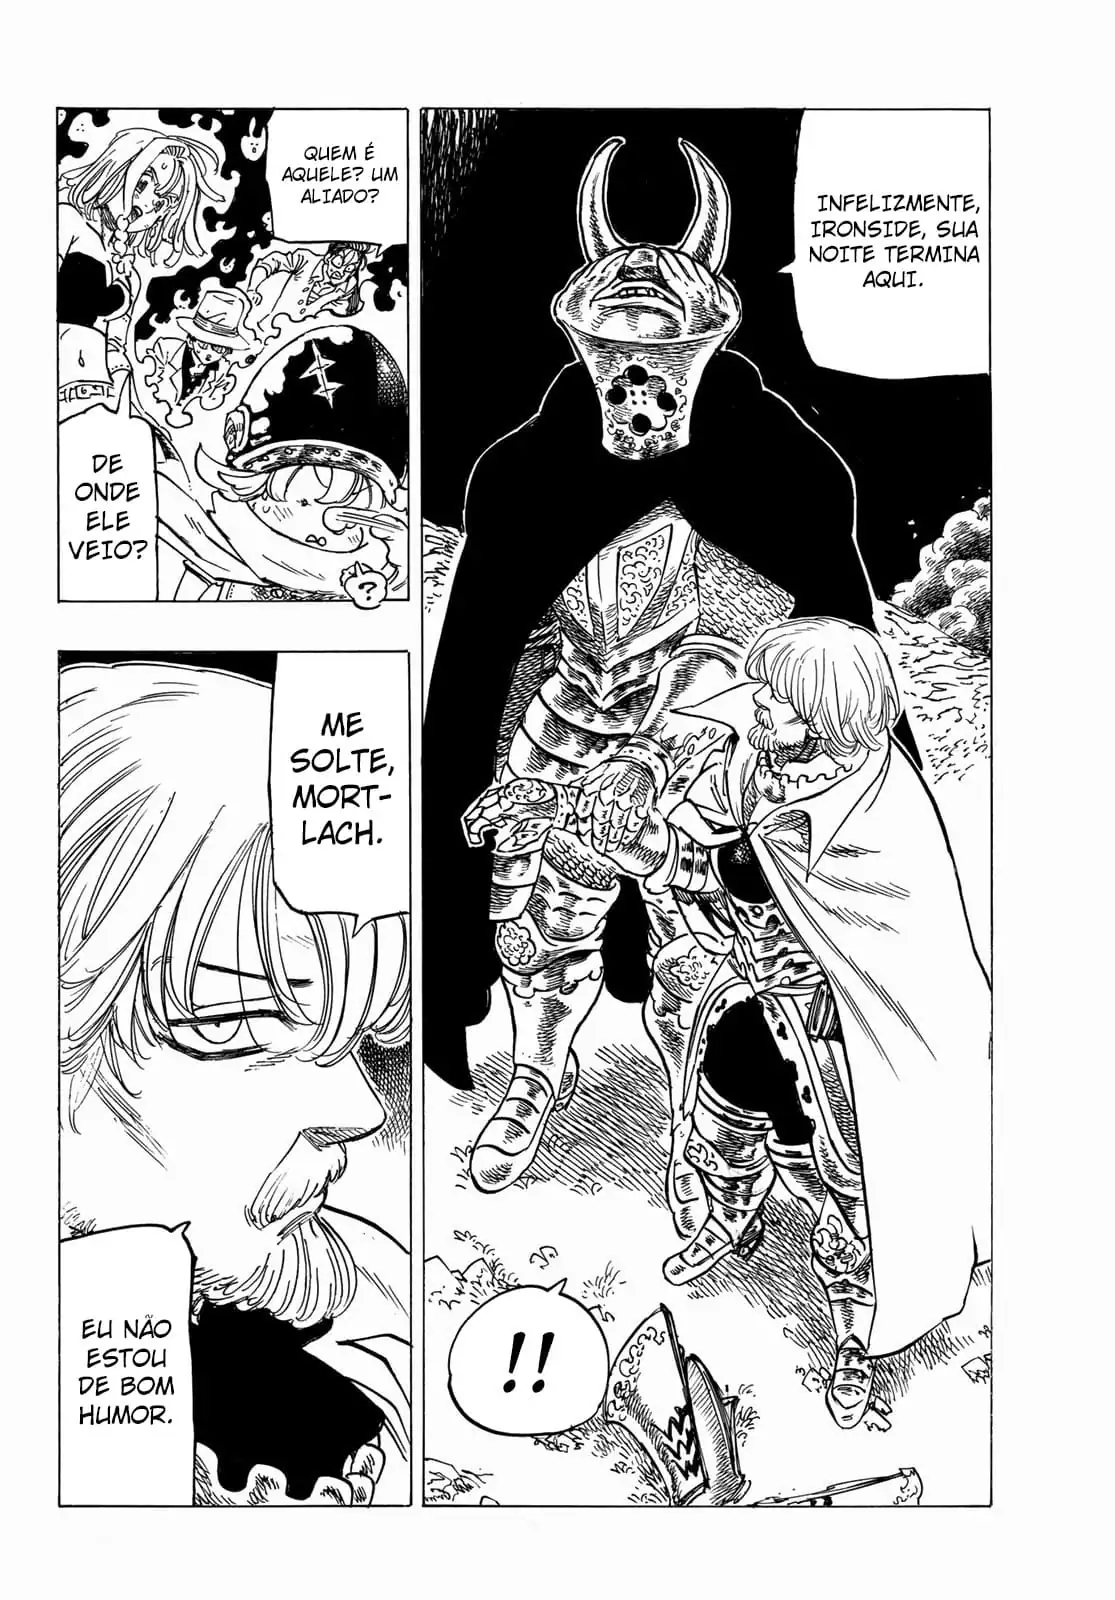 INFELIZMENTE,
IRONSIDE, SUA
NOITE TERMINA
AQUI.
!!
QUEM É
AQUELE? UM
ALIADO?
DE
ONDE
ELE
VEIO?
?
ME
SOLTE,
MORT-
LACH.
EU NÃO
ESTOU
DE BOM
HUMOR.